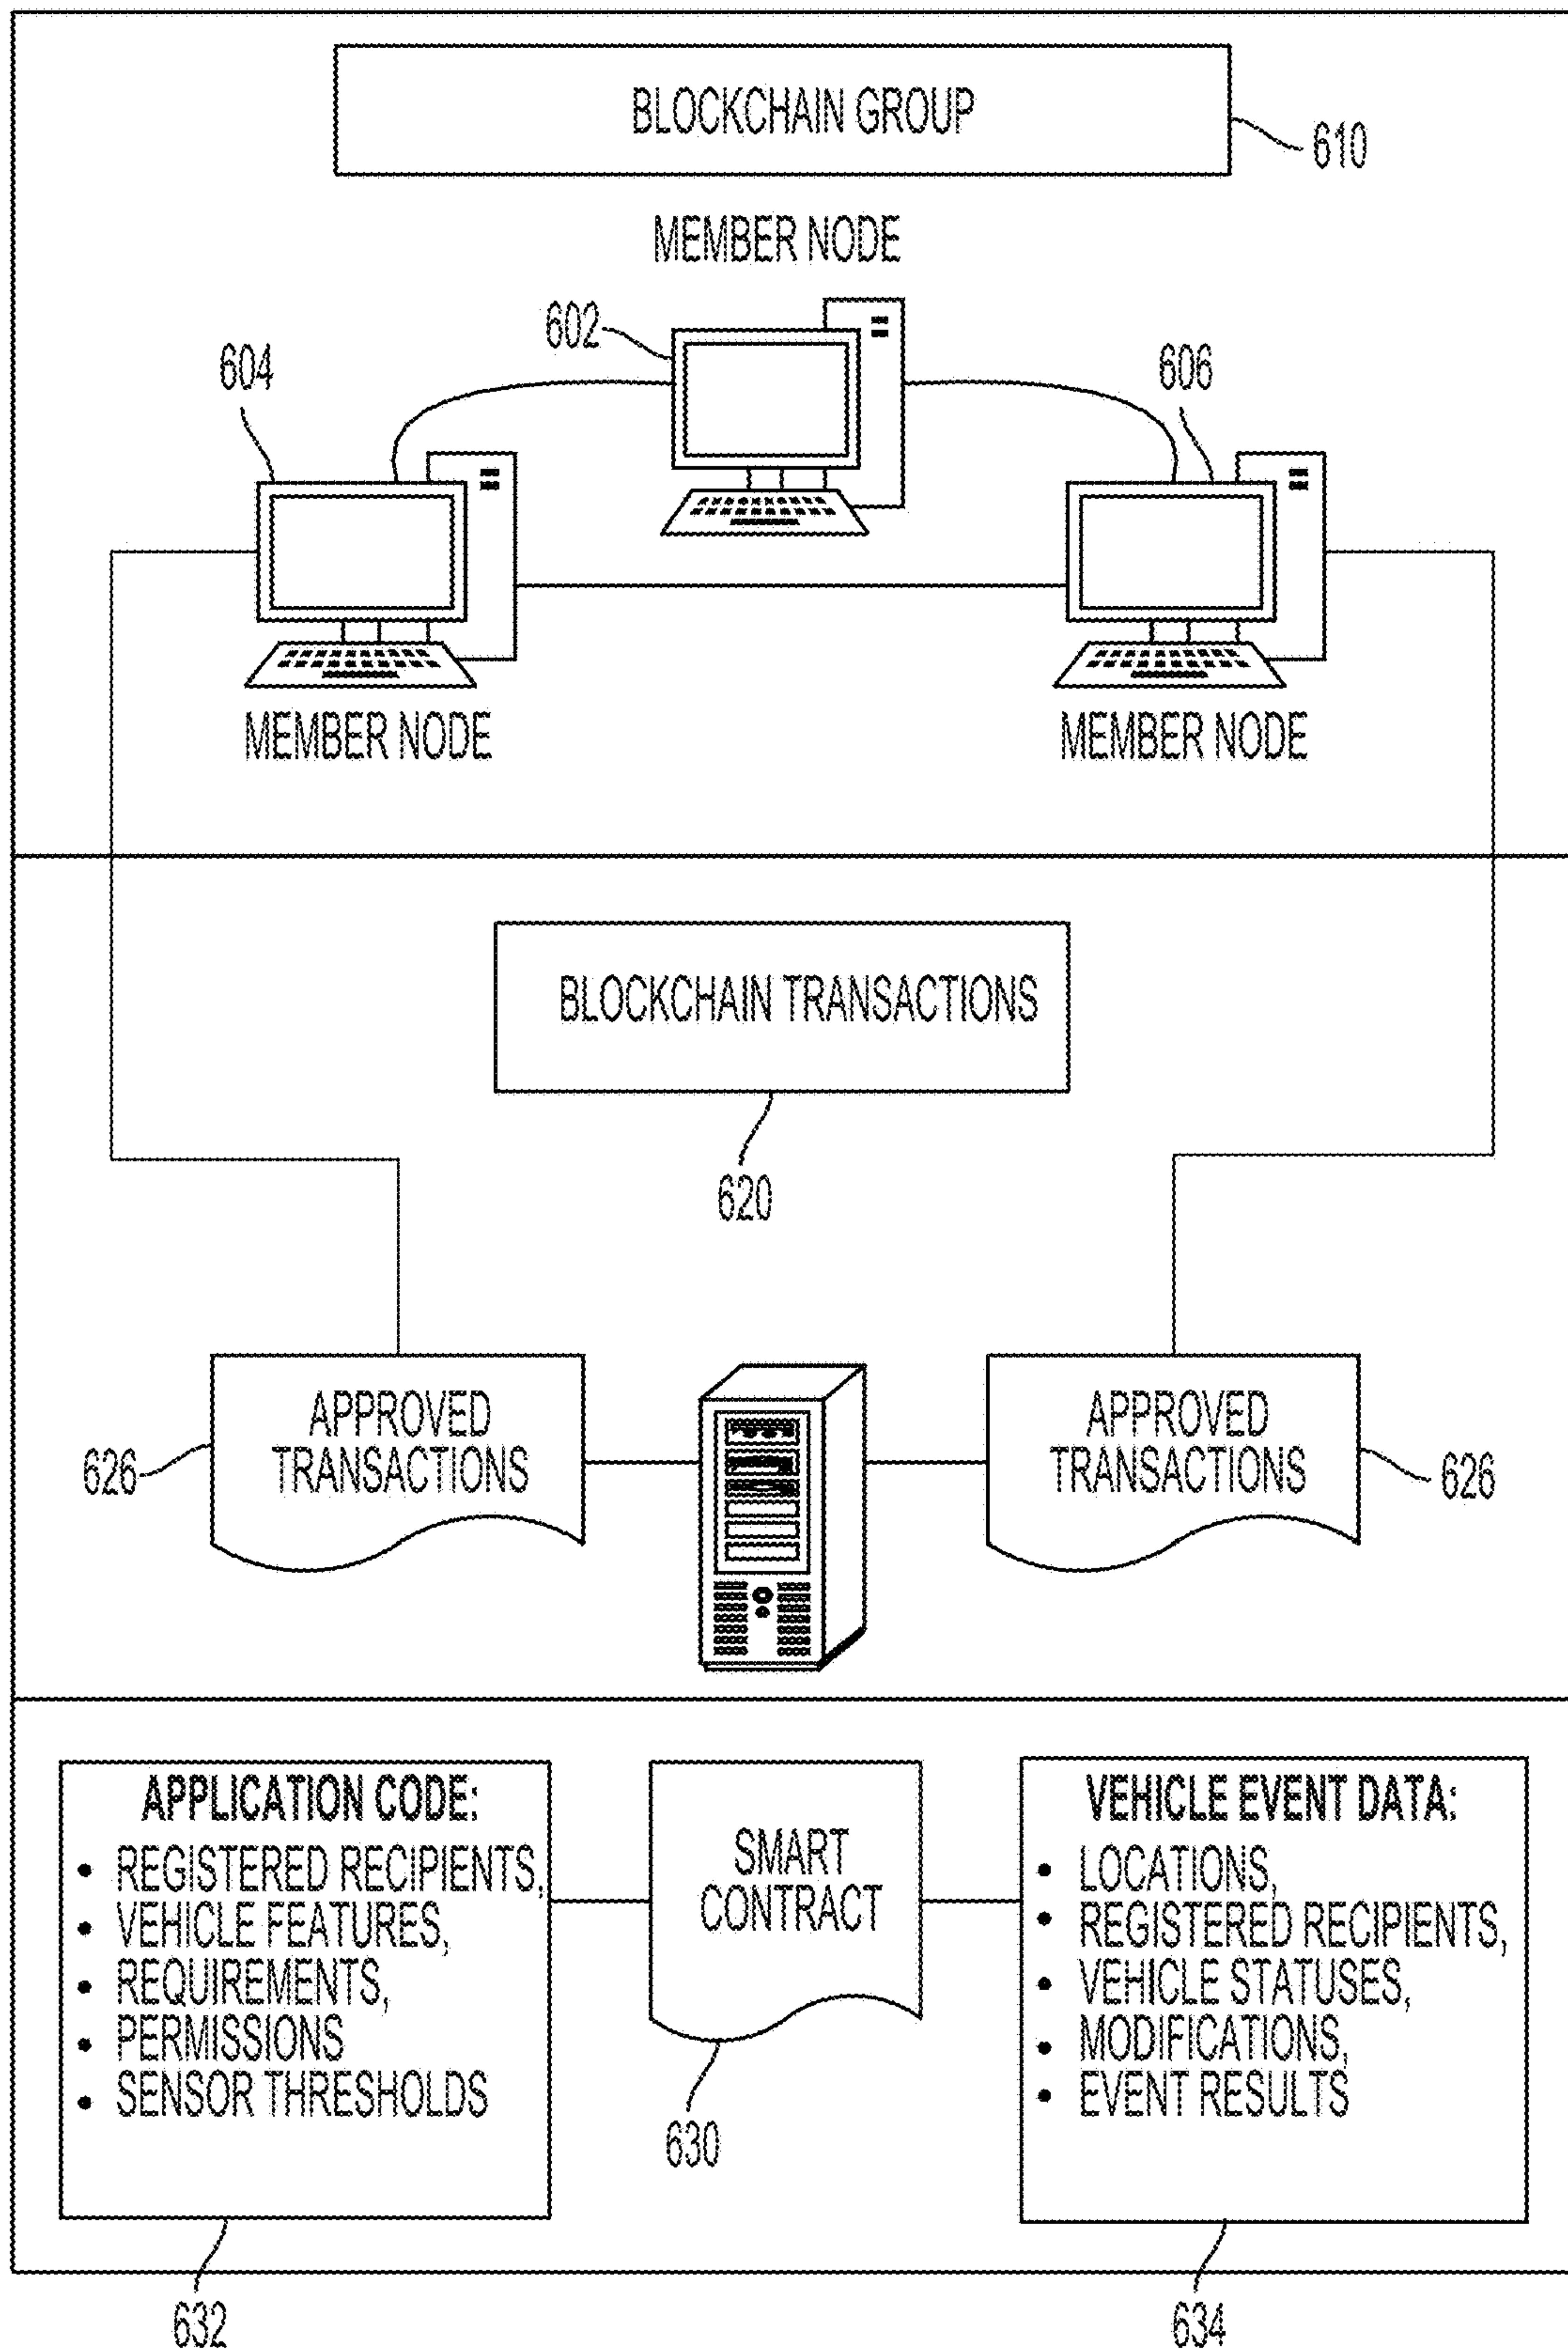 BLOCKCHAIN GROUP
610
MEMBER NODE
602
604
606
MEMBER NODE
MEMBER NODE
BLOCKCHAIN TRANSACTIONS
620
APPROVED
TRANSACTIONS
626
APPROVED
TRANSACTIONS
626
APPLICATION CODE:
• REGISTERED RECIPIENTS,
• VEHICLE FEATURES,
• REQUIREMENTS,
• PERMISSIONS
• SENSOR THRESHOLDS
632
SMART
CONTRACT
630
VEHICLE EVENT DATA:
• LOCATIONS,
• REGISTERED RECIPIENTS,
• VEHICLE STATUSES,
• MODIFICATIONS,
• EVENT RESULTS
634